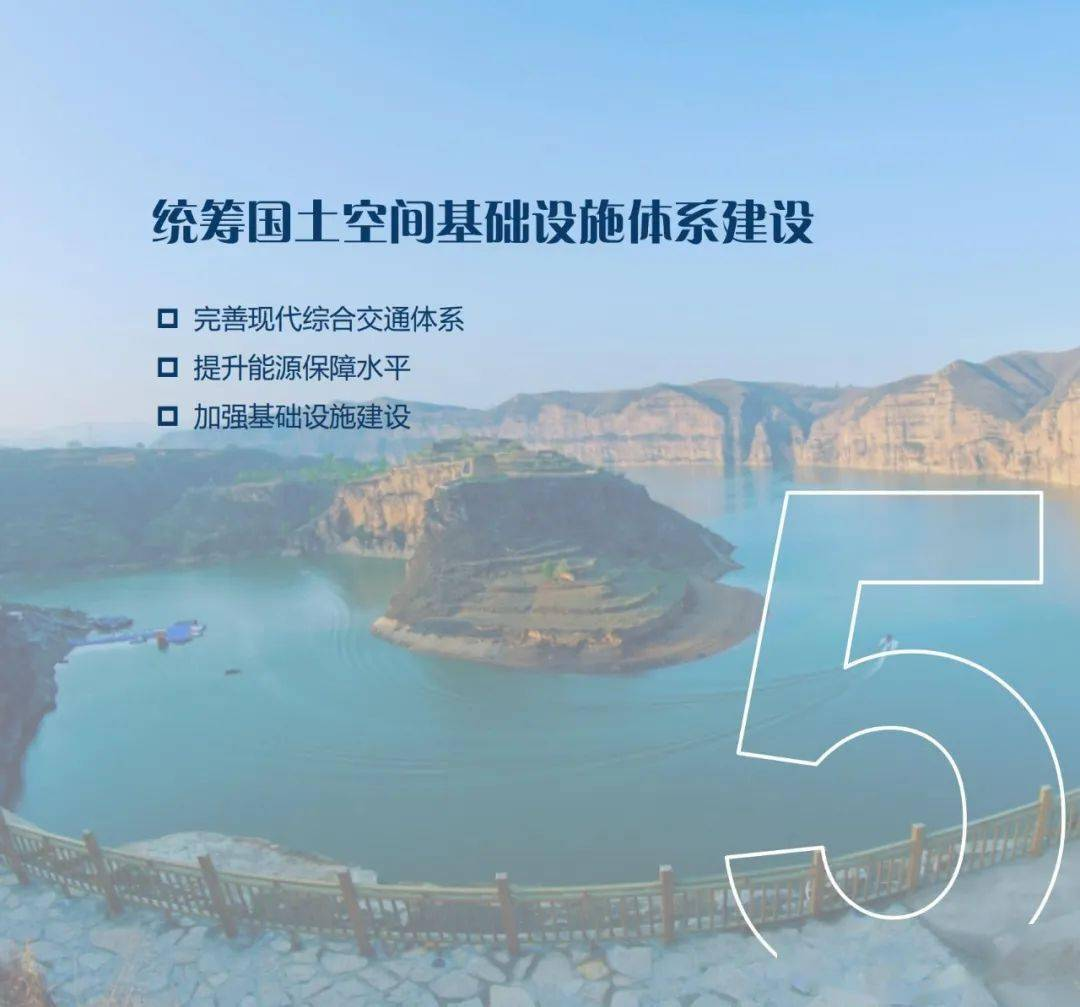 统筹国土空间基础设施体系建设
完善现代综合交通体系
提升能源保障水平
加强基础设施建设
5